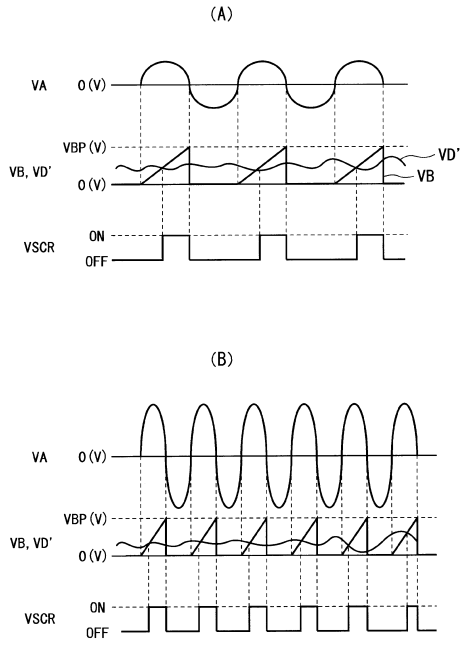 (A)
VA 0(V)
VBP(V)
VB, VD'
0(V)
VD'
VB
ON
VSCR
OFF
(B)
VA 0(V)
VBP(V)
VB, VD'
0(V)
ON
VSCR
OFF